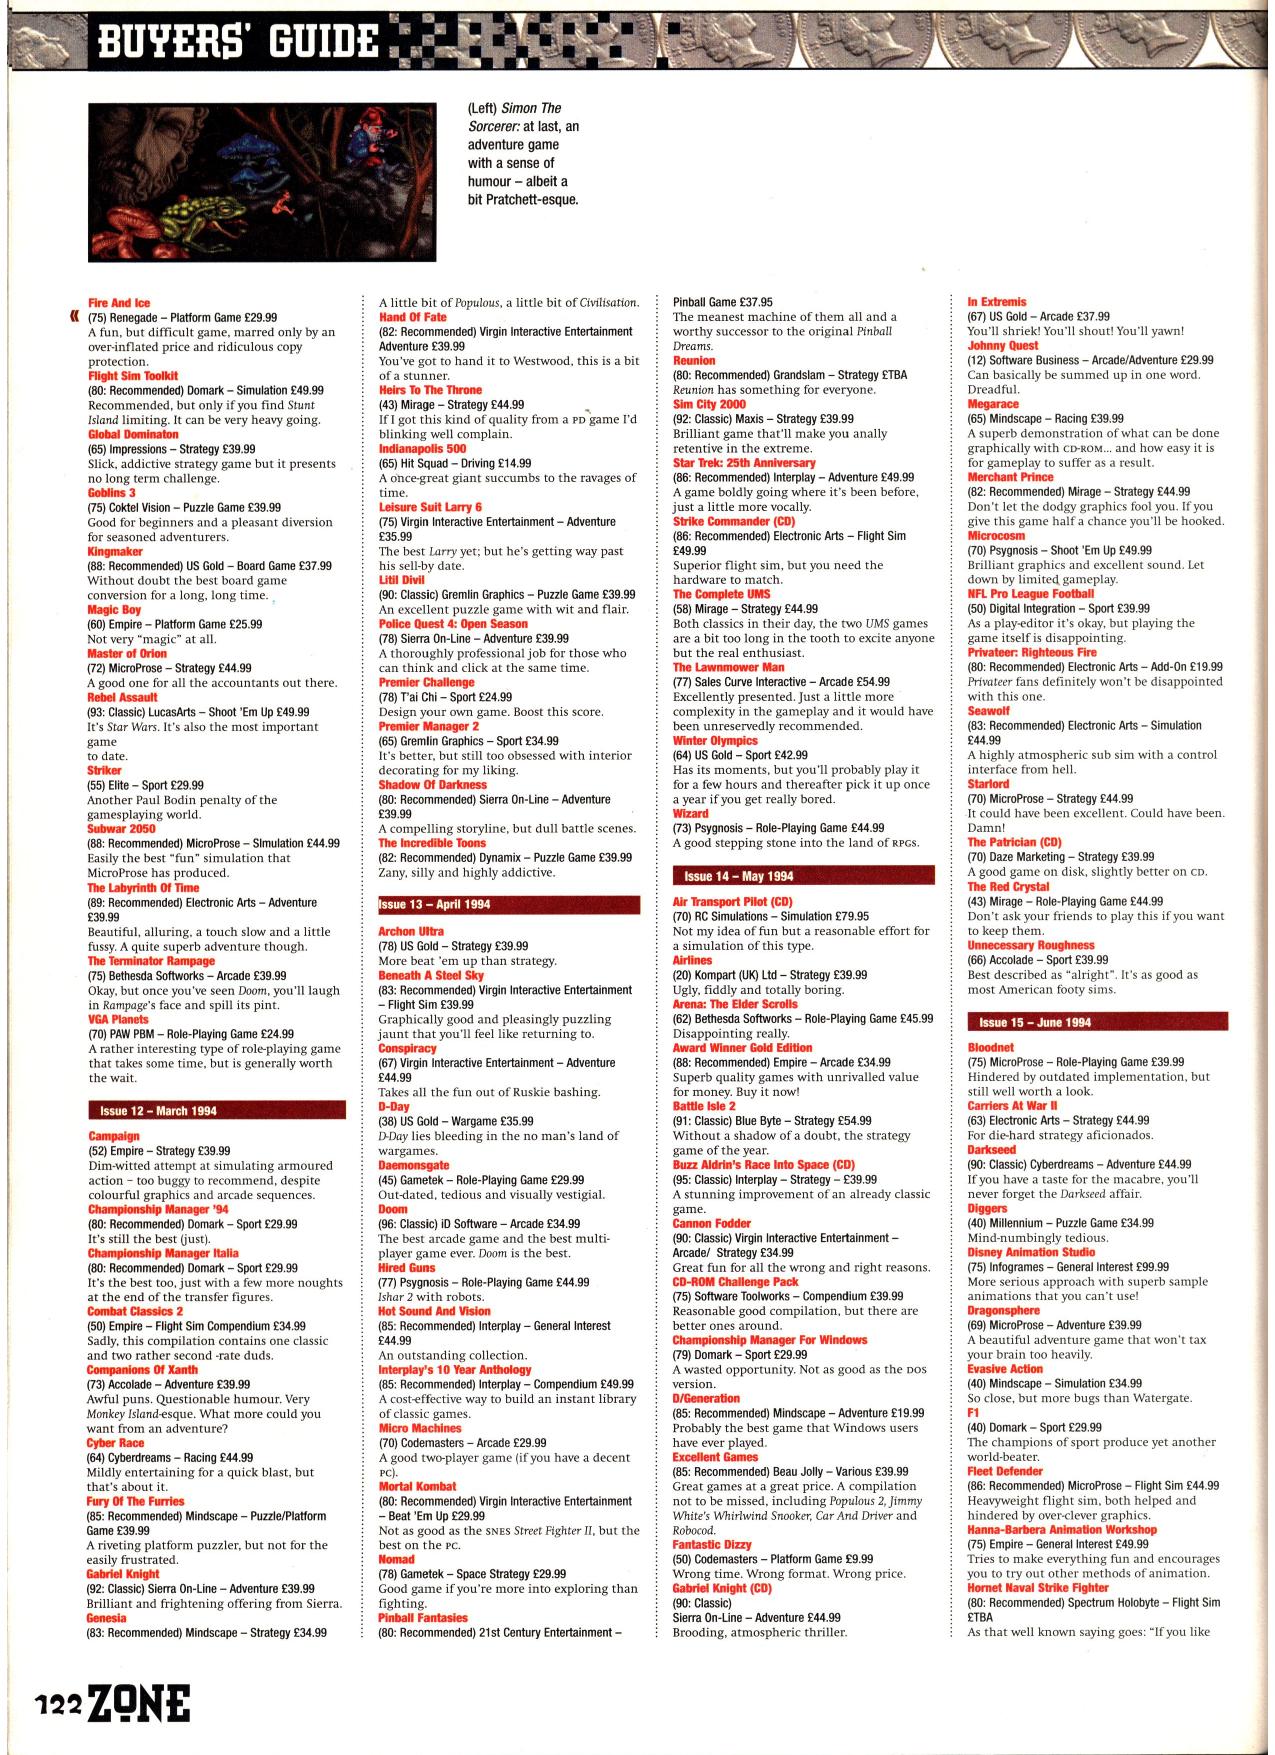 BUYERS' GUIDE
(Left) Simon The
Sorcerer: at last, an
adventure game
with a sense of
humour – albeit a
bit Pratchett-esque.
Fire And Ice
(75) Renegade – Platform Game £29.99
A fun, but difficult game, marred only by an
over-inflated price and ridiculous copy
protection.
Flight Sim Toolkit
(80: Recommended) Domark – Simulation £49.99
Recommended, but only if you find Stunt
Island limiting. It can be very heavy going.
Global Dominaton
(65) Impressions – Strategy £39.99
Slick, addictive strategy game but it presents
no long term challenge.
Goblins 3
(75) Coktel Vision – Puzzle Game £39.99
Good for beginners and a pleasant diversion
for seasoned adventurers.
Kingmaker
(88: Recommended) US Gold – Board Game £37.99
Without doubt the best board game
conversion for a long, long time.
Magic Boy
(60) Empire – Platform Game £25.99
Not very "magic" at all.
Master of Orion
(72) MicroProse – Strategy £44.99
A good one for all the accountants out there.
Rebel Assault
(93: Classic) LucasArts – Shoot 'Em Up £49.99
It's Star Wars. It's also the most important
game
to date.
Striker
(55) Elite – Sport £29.99
Another Paul Bodin penalty of the
gamesplaying world.
Subwar 2050
(88: Recommended) MicroProse – SImulation £44.99
Easily the best "fun" simulation that
MicroProse has produced.
The Labyrinth Of Time
(89: Recommended) Electronic Arts – Adventure
£39.99
Beautiful, alluring, a touch slow and a little
fussy. A quite superb adventure though.
The Terminator Rampage
(75) Bethesda Softworks – Arcade £39.99
Okay, but once you've seen Doom, you'll laugh
in Rampage's face and spill its pint.
VGA Planets
(70) PAW PBM – Role-Playing Game £24.99
A rather interesting type of role-playing game
that takes some time, but is generally worth
the wait.
Issue 12 – March 1994
Campaign
(52) Empire – Strategy £39.99
Dim-witted attempt at simulating armoured
action – too buggy to recommend, despite
colourful graphics and arcade sequences.
Championship Manager '94
(80: Recommended) Domark – Sport £29.99
It's still the best (just).
Championship Manager Italia
(80: Recommended) Domark – Sport £29.99
It's the best too, just with a few more noughts
at the end of the transfer figures.
Combat Classics 2
(50) Empire – Flight Sim Compendium £34.99
Sadly, this compilation contains one classic
and two rather second -rate duds.
Companions Of Xanth
(73) Accolade – Adventure £39.99
Awful puns. Questionable humour. Very
Monkey Island-esque. What more could you
want from an adventure?
Cyber Race
(64) Cyberdreams – Racing £44.99
Mildly entertaining for a quick blast, but
that's about it.
Fury Of The Furries
(85: Recommended) Mindscape – Puzzle/Platform
Game £39.99
A riveting platform puzzler, but not for the
easily frustrated.
Gabriel Knight
(92: Classic) Sierra On-Line – Adventure £39.99
Brilliant and frightening offering from Sierra.
Genesia
(83: Recommended) Mindscape – Strategy £34.99
A little bit of Populous, a little bit of Civilisation.
Hand Of Fate
(82: Recommended) Virgin Interactive Entertainment
Adventure £39.99
You've got to hand it to Westwood, this is a bit
of a stunner.
Heirs To The Throne
(43) Mirage – Strategy £44.99
If I got this kind of quality from a PD game I'd
blinking well complain.
Indianapolis 500
(65) Hit Squad – Driving £14.99
A once-great giant succumbs to the ravages of
time.
Leisure Suit Larry 6
(75) Virgin Interactive Entertainment – Adventure
£35.99
The best Larry yet; but he's getting way past
his sell-by date.
Litil Divil
(90: Classic) Gremlin Graphics – Puzzle Game £39.99
An excellent puzzle game with wit and flair.
Police Quest 4: Open Season
(78) Sierra On-Line – Adventure £39.99
A thoroughly professional job for those who
can think and click at the same time.
Premier Challenge
(78) T'ai Chi – Sport £24.99
Design your own game. Boost this score.
Premier Manager 2
(65) Gremlin Graphics – Sport £34.99
It's better, but still too obsessed with interior
decorating for my liking.
Shadow Of Darkness
(80: Recommended) Sierra On-Line – Adventure
£39.99
A compelling storyline, but dull battle scenes.
The Incredible Toons
(82: Recommended) Dynamix – Puzzle Game £39.99
Zany, silly and highly addictive.
Issue 13 – April 1994
Archon Ultra
(78) US Gold – Strategy £39.99
More beat 'em up than strategy.
Beneath A Steel Sky
(83: Recommended) Virgin Interactive Entertainment
– Flight Sim £39.99
Graphically good and pleasingly puzzling
jaunt that you'll feel like returning to.
Conspiracy
(67) Virgin Interactive Entertainment – Adventure
£44.99
Takes all the fun out of Ruskie bashing.
D-Day
(38) US Gold – Wargame £35.99
D-Day lies bleeding in the no man's land of
wargames.
Daemonsgate
(45) Gametek – Role-Playing Game £29.99
Out-dated, tedious and visually vestigial.
Doom
(96: Classic) iD Software – Arcade £34.99
The best arcade game and the best multi-
player game ever. Doom is the best.
Hired Guns
(77) Psygnosis – Role-Playing Game £44.99
Ishar 2 with robots.
Hot Sound And Vision
(85: Recommended) Interplay – General Interest
£44.99
An outstanding collection.
Interplay's 10 Year Anthology
(85: Recommended) Interplay – Compendium £49.99
A cost-effective way to build an instant library
of classic games.
Micro Machines
(70) Codemasters – Arcade £29.99
A good two-player game (if you have a decent
PC).
Mortal Kombat
(80: Recommended) Virgin Interactive Entertainment
– Beat 'Em Up £29.99
Not as good as the SNES Street Fighter II, but the
best on the PC.
Nomad
(78) Gametek – Space Strategy £29.99
Good game if you're more into exploring than
fighting.
Pinball Fantasies
(80: Recommended) 21st Century Entertainment –
Pinball Game £37.95
The meanest machine of them all and a
worthy successor to the original Pinball
Dreams.
Reunion
(80: Recommended) Grandslam – Strategy £TBA
Reunion has something for everyone.
Sim City 2000
(92: Classic) Maxis – Strategy £39.99
Brilliant game that'll make you anally
retentive in the extreme.
Star Trek: 25th Anniversary
(86: Recommended) Interplay – Adventure £49.99
A game boldly going where it's been before,
just a little more vocally.
Strike Commander (CD)
(86: Recommended) Electronic Arts – Flight Sim
£49.99
Superior flight sim, but you need the
hardware to match.
The Complete UMS
(58) Mirage – Strategy £44.99
Both classics in their day, the two UMS games
are a bit too long in the tooth to excite anyone
but the real enthusiast.
The Lawnmower Man
(77) Sales Curve Interactive – Arcade £54.99
Excellently presented. Just a little more
complexity in the gameplay and it would have
been unreservedly recommended.
Winter Olympics
(64) US Gold – Sport £42.99
Has its moments, but you'll probably play it
for a few hours and thereafter pick it up once
a year if you get really bored.
Wizard
(73) Psygnosis – Role-Playing Game £44.99
A good stepping stone into the land of RPGS.
Issue 14 – May 1994
Air Transport Pilot (CD)
(70) RC Simulations – Simulation £79.95
Not my idea of fun but a reasonable effort for
a simulation of this type.
Airlines
(20) Kompart (UK) Ltd – Strategy £39.99
Ugly, fiddly and totally boring.
Arena: The Elder Scrolls
(62) Bethesda Softworks – Role-Playing Game £45.99
Disappointing really.
Award Winner Gold Edition
(88: Recommended) Empire – Arcade £34.99
Superb quality games with unrivalled value
for money. Buy it now!
Battle Isle 2
(91: Classic) Blue Byte – Strategy £54.99
Without a shadow of a doubt, the strategy
game of the year.
Buzz Aldrin's Race Into Space (CD)
(95: Classic) Interplay – Strategy – £39.99
A stunning improvement of an already classic
game.
Cannon Fodder
(90: Classic) Virgin Interactive Entertainment –
Arcade/ Strategy £34.99
Great fun for all the wrong and right reasons.
CD-ROM Challenge Pack
(75) Software Toolworks – Compendium £39.99
Reasonable good compilation, but there are
better ones around.
Championship Manager For Windows
(79) Domark – Sport £29.99
A wasted opportunity. Not as good as the DOS
version.
D/Generation
(85: Recommended) Mindscape – Adventure £19.99
Probably the best game that Windows users
have ever played.
Excellent Games
(85: Recommended) Beau Jolly – Various £39.99
Great games at a great price. A compilation
not to be missed, including Populous 2, Jimmy
White's Whirlwind Snooker, Car And Driver and
Robocod.
Fantastic Dizzy
(50) Codemasters – Platform Game £9.99
Wrong time. Wrong format. Wrong price.
Gabriel Knight (CD)
(90: Classic)
Sierra On-Line – Adventure £44.99
Brooding, atmospheric thriller.
In Extremis
(67) US Gold – Arcade £37.99
You'll shriek! You'll shout! You'll yawn!
Johnny Quest
(12) Software Business – Arcade/Adventure £29.99
Can basically be summed up in one word.
Dreadful.
Megarace
(65) Mindscape – Racing £39.99
A superb demonstration of what can be done
graphically with CD-ROM... and how easy it is
for gameplay to suffer as a result.
Merchant Prince
(82: Recommended) Mirage – Strategy £44.99
Don't let the dodgy graphics fool you. If you
give this game half a chance you'll be hooked.
Microcosm
(70) Psygnosis – Shoot 'Em Up £49.99
Brilliant graphics and excellent sound. Let
down by limited gameplay.
NFL Pro League Football
(50) Digital Integration – Sport £39.99
As a play-editor it's okay, but playing the
game itself is disappointing.
Privateer: Righteous Fire
(80: Recommended) Electronic Arts – Add-On £19.99
Privateer fans definitely won't be disappointed
with this one.
Seawolf
(83: Recommended) Electronic Arts – Simulation
£44.99
A highly atmospheric sub sim with a control
interface from hell.
Starlord
(70) MicroProse – Strategy £44.99
It could have been excellent. Could have been.
Damn!
The Patrician (CD)
(70) Daze Marketing – Strategy £39.99
A good game on disk, slightly better on CD.
The Red Crystal
(43) Mirage – Role-Playing Game £44.99
Don't ask your friends to play this if you want
to keep them.
Unnecessary Roughness
(66) Accolade – Sport £39.99
Best described as "alright". It's as good as
most American footy sims.
Issue 15 – June 1994
Bloodnet
(75) MicroProse – Role-Playing Game £39.99
Hindered by outdated implementation, but
still well worth a look.
Carriers At War II
(63) Electronic Arts – Strategy £44.99
For die-hard strategy aficionados.
Darkseed
(90: Classic) Cyberdreams – Adventure £44.99
If you have a taste for the macabre, you'll
never forget the Darkseed affair.
Diggers
(40) Millennium – Puzzle Game £34.99
Mind-numbingly tedious.
Disney Animation Studio
(75) Infogrames – General Interest £99.99
More serious approach with superb sample
animations that you can't use!
Dragonsphere
(69) MicroProse – Adventure £39.99
A beautiful adventure game that won't tax
your brain too heavily.
Evasive Action
(40) Mindscape – Simulation £34.99
So close, but more bugs than Watergate.
F1
(40) Domark – Sport £29.99
The champions of sport produce yet another
world-beater.
Fleet Defender
(86: Recommended) MicroProse – Flight Sim £44.99
Heavyweight flight sim, both helped and
hindered by over-clever graphics.
Hanna-Barbera Animation Workshop
(75) Empire – General Interest £49.99
Tries to make everything fun and encourages
you to try out other methods of animation.
Hornet Naval Strike Fighter
(80: Recommended) Spectrum Holobyte – Flight Sim
£TBA
As that well known saying goes: "If you like
122 ZONE